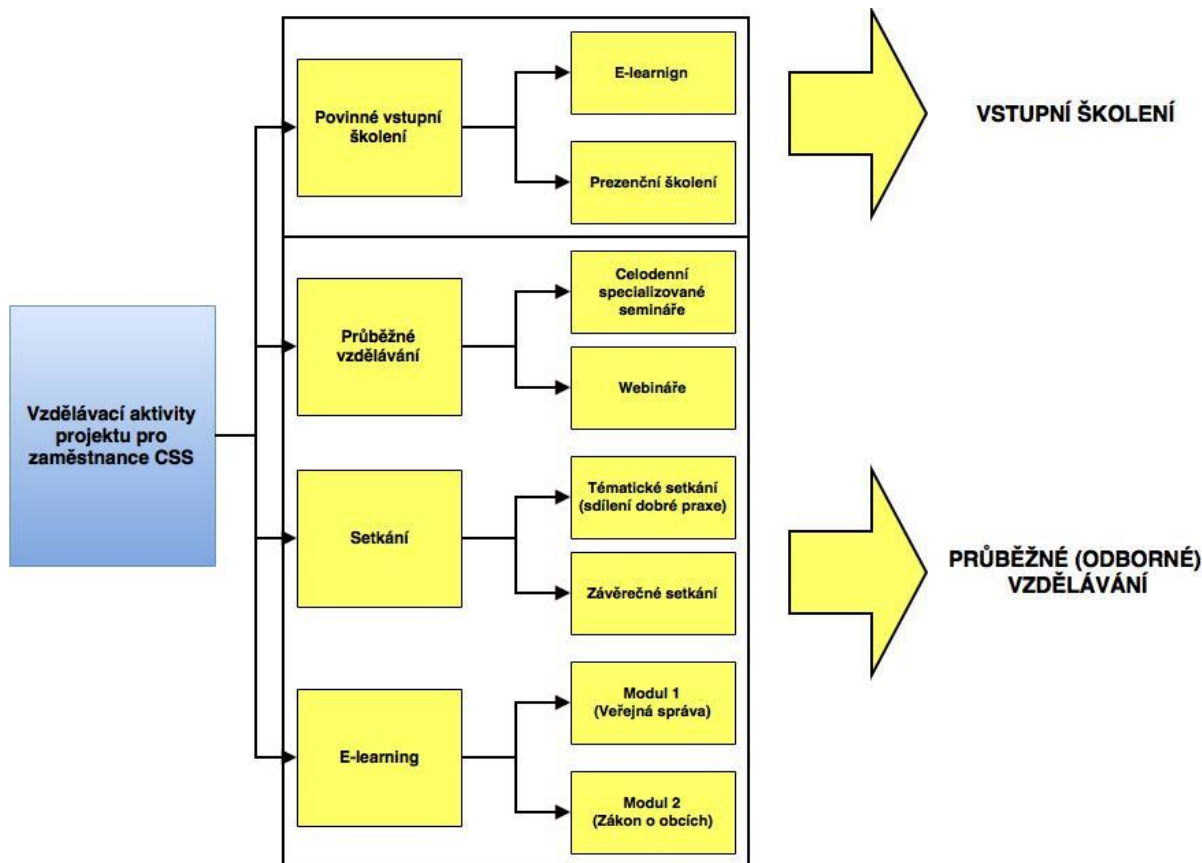 Vzdělávací aktivity
projektu pro
zaměstnance CSS
Povinné vstupní
školení
E-learnign
Prezenční školení
VSTUPNÍ ŠKOLENÍ
Průběžné
vzdělávání
Celodenní
specializované
semináře
Webináře
Setkání
Tématické setkání
(sdílení dobré praxe)
Závěrečné setkání
E-learning
Modul 1
(Veřejná správa)
Modul 2
(Zákon o obcích)
PRŮBĚŽNÉ (ODBORNÉ)
VZDĚLÁVÁNÍ